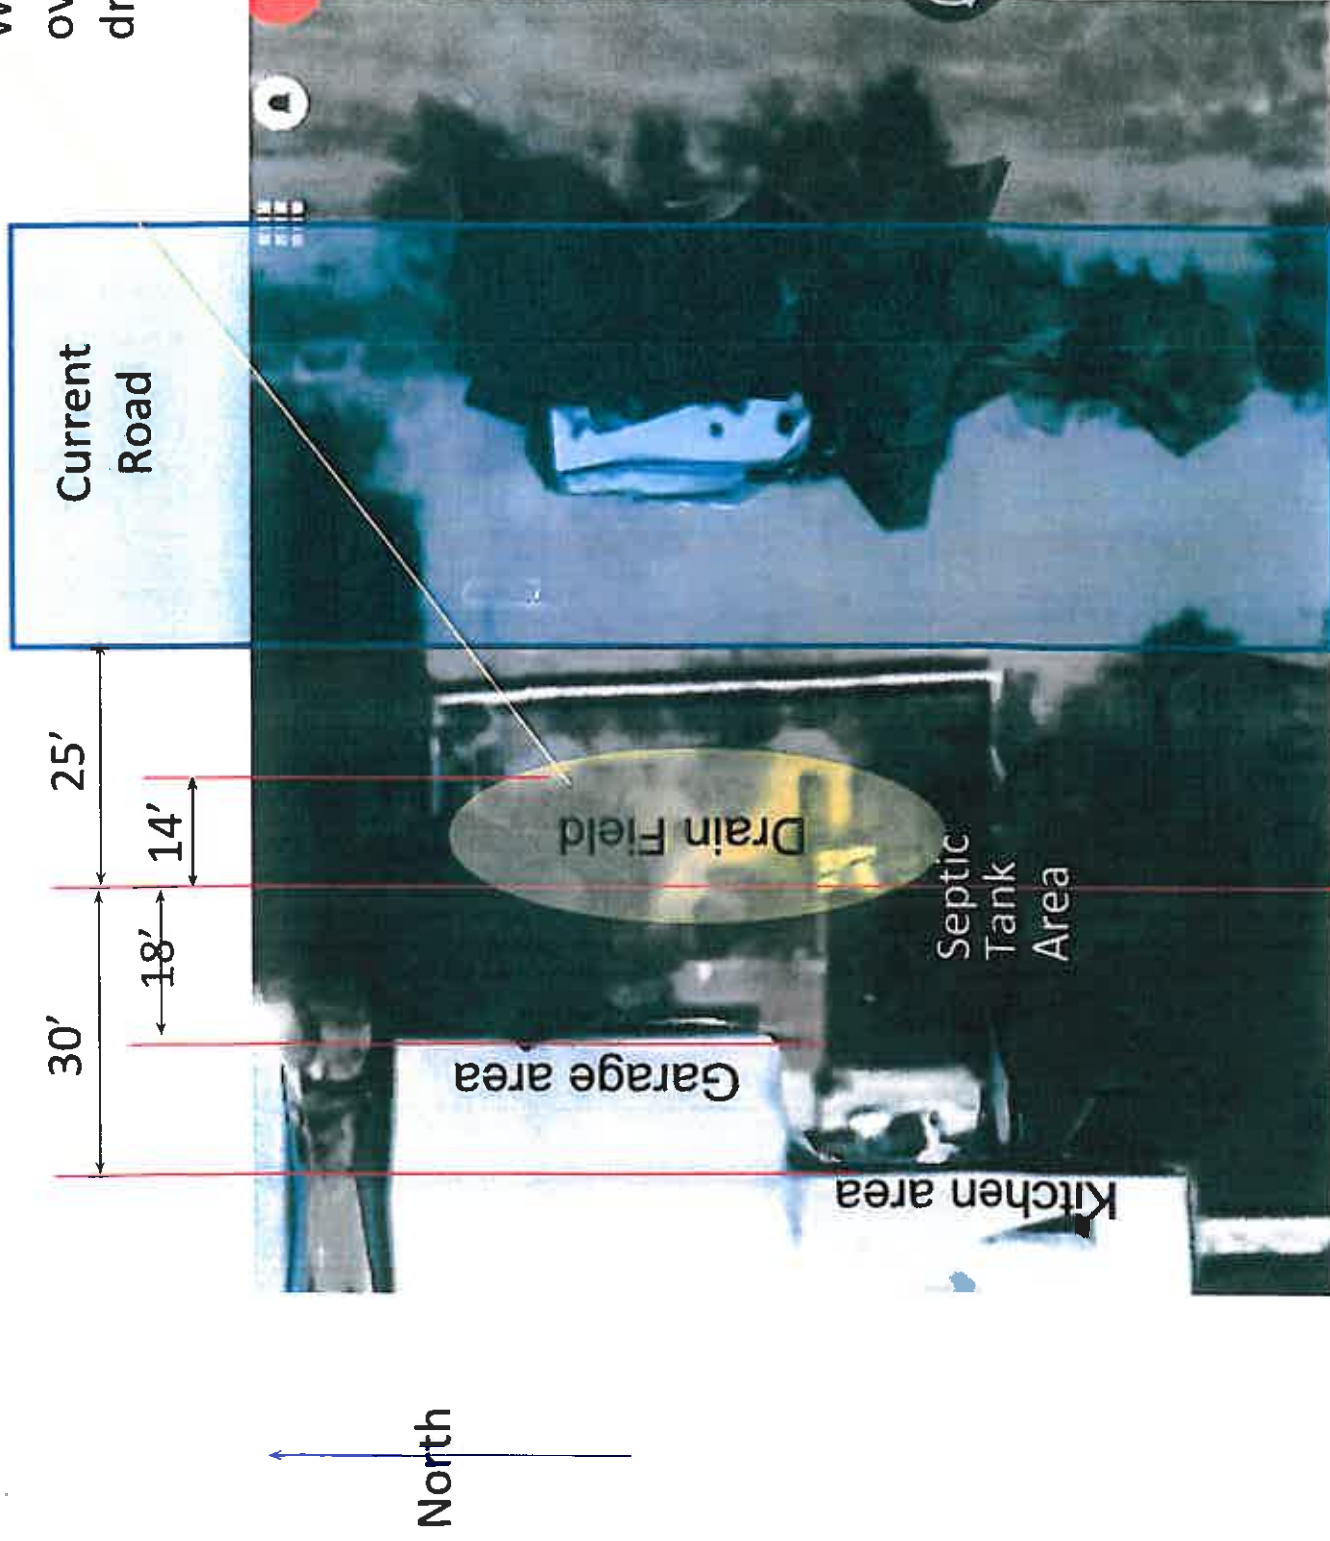 Current
Road
25’
14’
18’
30’
Drain Field
Septic
Tank
Area
Garage area
Kitchen area
North